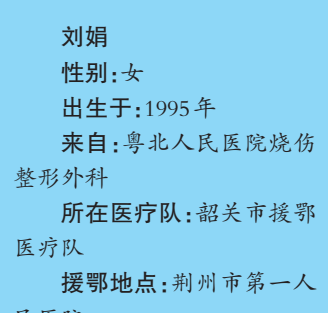 刘娟
性别:女
出生于:1995年
来自:粤北人民医院烧伤
整形外科
所在医疗队:韶关市援鄂
医疗队
援鄂地点:荆州市第一人